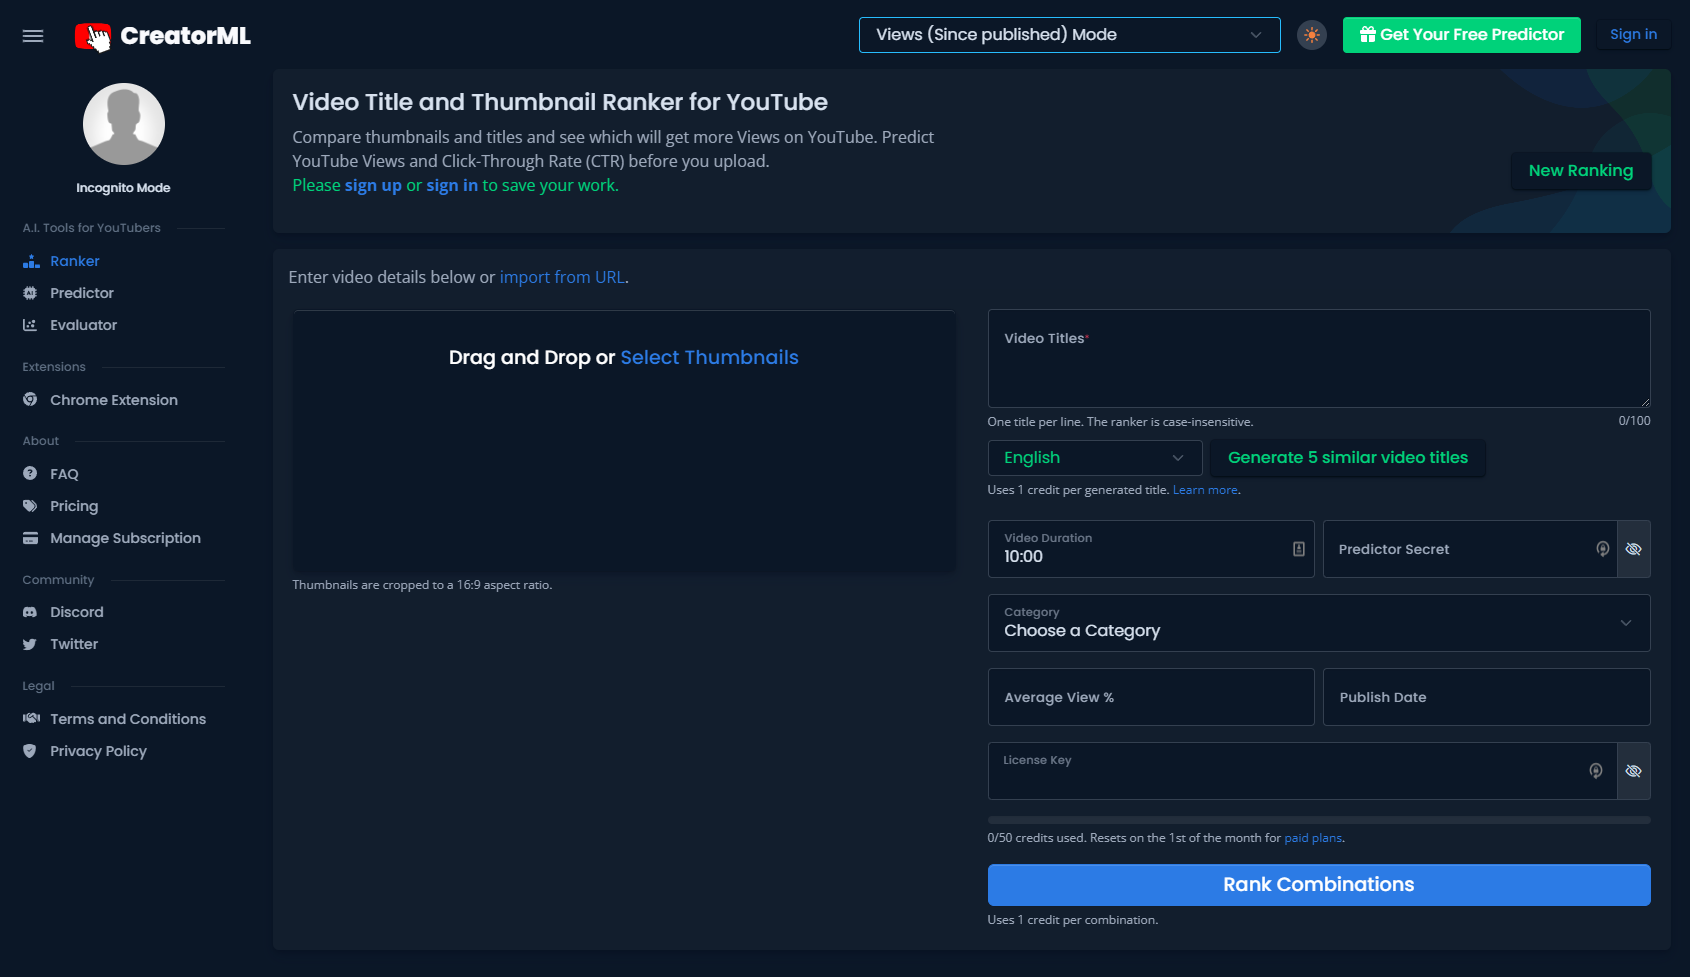 CreatorML
Views (Since published) Mode
Get Your Free Predictor
Sign in
Incognito Mode
A.I. Tools for YouTubers
Ranker
Predictor
Evaluator
Extensions
Chrome Extension
About
FAQ
Pricing
Manage Subscription
Community
Discord
Twitter
Legal
Terms and Conditions
Privacy Policy
Video Title and Thumbnail Ranker for YouTube
Compare thumbnails and titles and see which will get more Views on YouTube. Predict
YouTube Views and Click-Through Rate (CTR) before you upload.
Please sign up or sign in to save your work.
New Ranking
Enter video details below or import from URL.
Drag and Drop or Select Thumbnails
Thumbnails are cropped to a 16:9 aspect ratio.
Video Titles*
One title per line. The ranker is case-insensitive.
0/100
English
Generate 5 similar video titles
Uses 1 credit per generated title. Learn more.
Video Duration
10:00
Predictor Secret
Category
Choose a Category
Average View %
Publish Date
License Key
0/50 credits used. Resets on the 1st of the month for paid plans.
Rank Combinations
Uses 1 credit per combination.